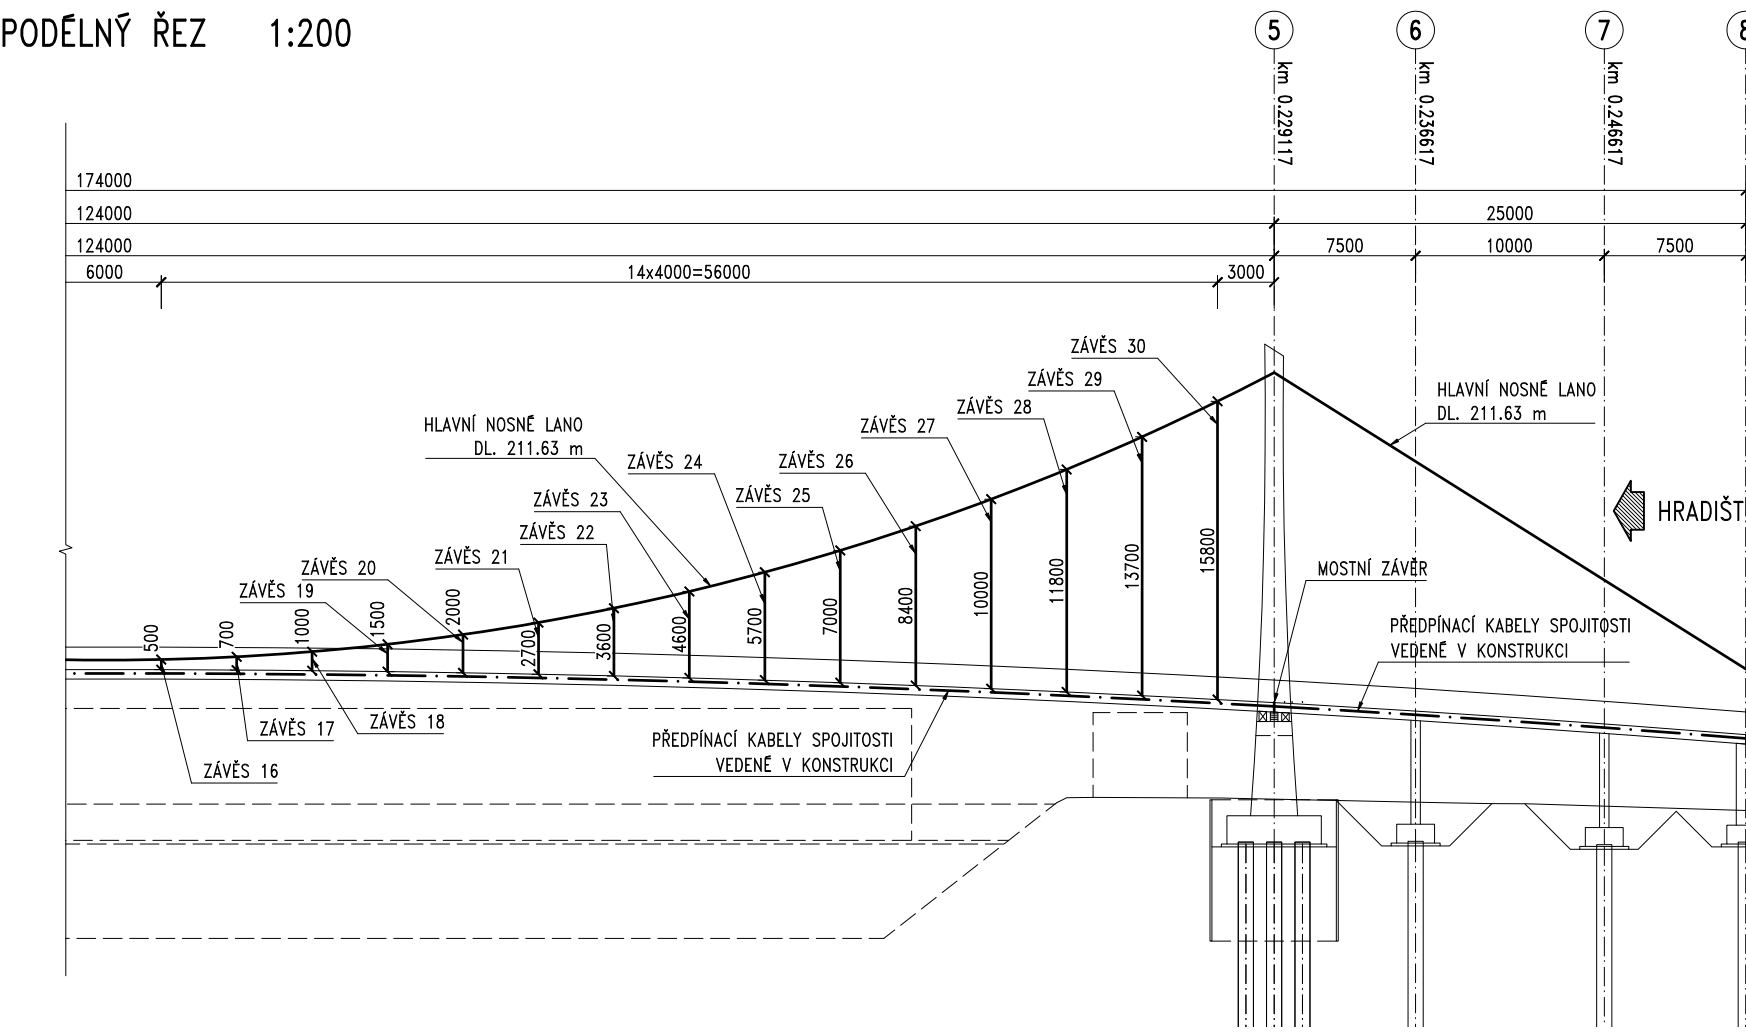 PODÉLNÝ ŘEZ 1:200
5
6
7
8
km 0.229117
km 0.236617
km 0.246617
174000
124000
25000
124000
7500
10000
7500
6000
14x4000=56000
3000
ZÁVĚS 30
ZÁVĚS 29
ZÁVĚS 28
ZÁVĚS 27
HLAVNÍ NOSNÉ LANO
DL. 211.63 m
HLAVNÍ NOSNÉ LANO
DL. 211.63 m
ZÁVĚS 26
ZÁVĚS 24
ZÁVĚS 25
ZÁVĚS 23
ZÁVĚS 22
ZÁVĚS 21
ZÁVĚS 20
ZÁVĚS 19
HRADIŠT
MOSTNÍ ZÁVĚR
PŘEDPÍNACÍ KABELY SPOJITOSTI
VEDENÉ V KONSTRUKCI
500
700
1000
1500
2000
2700
3600
4600
5700
7000
8400
10000
11800
13700
15800
ZÁVĚS 18
ZÁVĚS 17
ZÁVĚS 16
PŘEDPÍNACÍ KABELY SPOJITOSTI
VEDENÉ V KONSTRUKCI